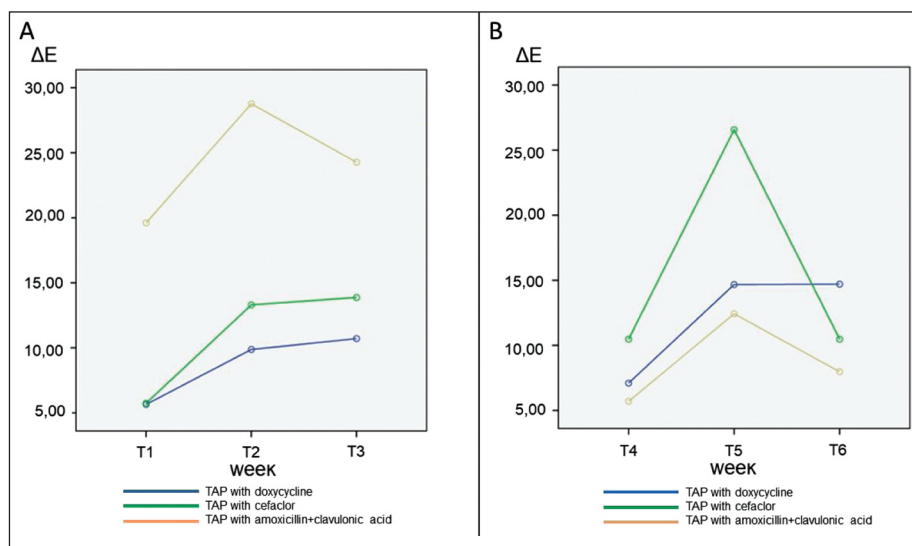 A
ΔE
30,00
25,00
20,00
15,00
10,00
5,00
T1 T2 T3
week
TAP with doxycycline
TAP with cefaclor
TAP with amoxicillin+clavulonic acid
B
ΔE
30,00
25,00
20,00
15,00
10,00
5,00
T4 T5 T6
week
TAP with doxycycline
TAP with cefaclor
TAP with amoxicillin+clavulonic acid